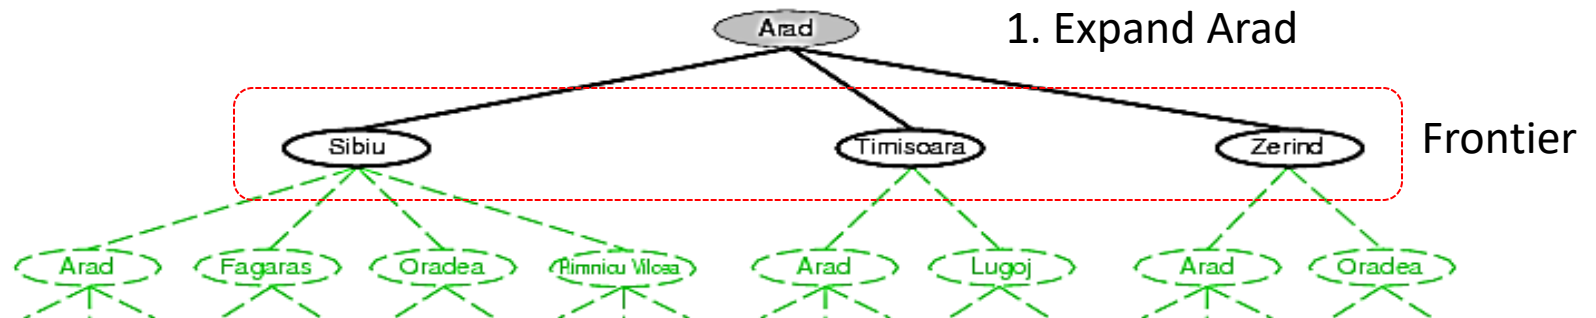 Arad
1. Expand Arad
Sibiu
Timisoara
Zerind
Frontier
Arad
Fagaras
Oradea
Rimnicu Vilcea
Arad
Lugoj
Arad
Oradea